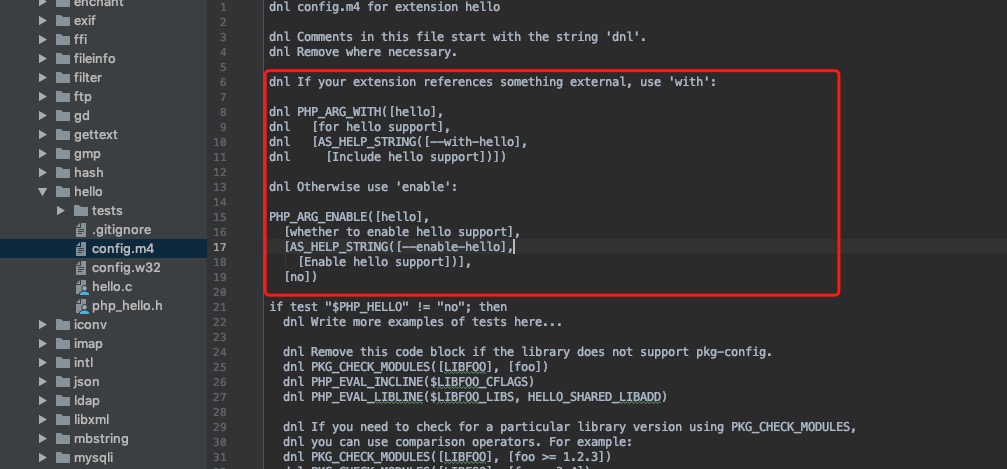 enchant
exif
ffi
fileinfo
filter
ftp
gd
gettext
gmp
hash
hello
tests
.gitignore
config.m4
config.w32
hello.c
php_hello.h
iconv
imap
intl
json
ldap
libxml
mbstring
mysqli
1 dnl config.m4 for extension hello
2
3 dnl Comments in this file start with the string 'dnl'.
4 dnl Remove where necessary.
5
6 dnl If your extension references something external, use 'with':
7
8 dnl PHP_ARG_WITH([hello],
9 dnl   [for hello support],
10 dnl   [AS_HELP_STRING([--with-hello],
11 dnl     [Include hello support])])
12
13 dnl Otherwise use 'enable':
14
15 PHP_ARG_ENABLE([hello],
16   [whether to enable hello support],
17   [AS_HELP_STRING([--enable-hello],
18     [Enable hello support])],
19   [no])
20
21 if test "$PHP_HELLO" != "no"; then
22   dnl Write more examples of tests here...
23
24   dnl Remove this code block if the library does not support pkg-config.
25   dnl PKG_CHECK_MODULES([LIBFOO], [foo])
26   dnl PHP_EVAL_INCLINE($LIBFOO_CFLAGS)
27   dnl PHP_EVAL_LIBLINE($LIBFOO_LIBS, HELLO_SHARED_LIBADD)
28
29   dnl If you need to check for a particular library version using PKG_CHECK_MODULES,
30   dnl you can use comparison operators. For example:
31   dnl PKG_CHECK_MODULES([LIBFOO], [foo >= 1.2.3])